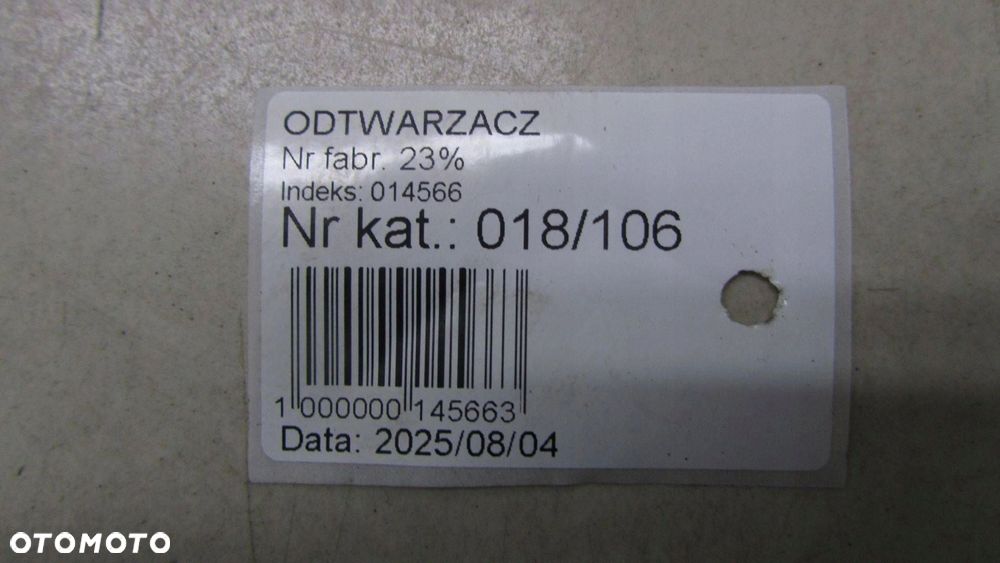 ODTWARZACZ
Nr fabr. 23%
Indeks: 014566
Nr kat.: 018/106
1 000000 145663
Data: 2025/08/04
OTOMOTO